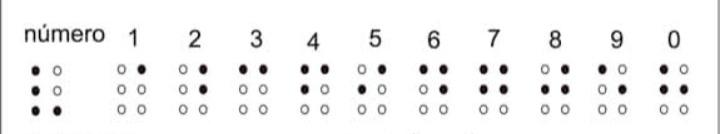 número 1 2 3 4 5 6 7 8 9 0
⠧ ⠈ ⠘ ⠉ ⠋ ⠊ ⠙ ⠛ ⠚ ⠑ ⠓